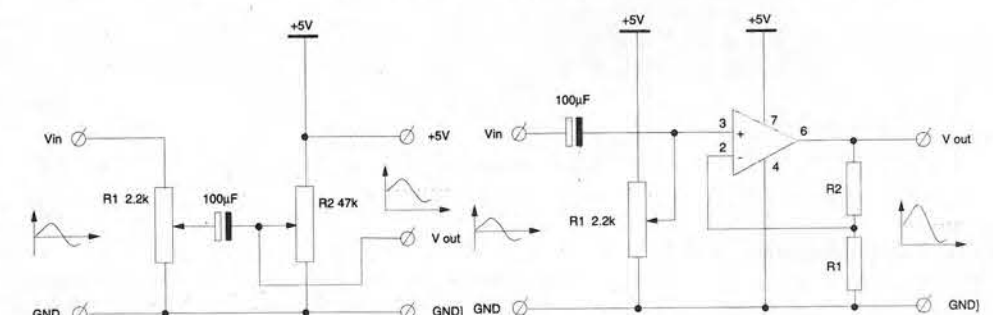 +5V
Vin
+5V
R1 2.2k
100µF
R2 47k
V out
GND
GND]
+5V
+5V
100µF
Vin
3
+
7
6
2
-
4
V out
R1 2.2k
R2
R1
GND
GND]